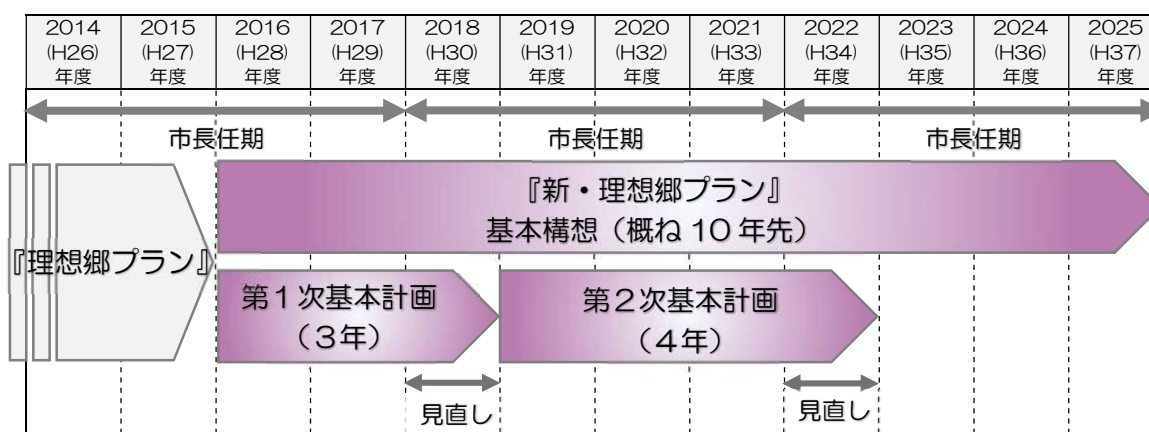 2014 2015 2016 2017 2018 2019 2020 2021 2022 2023 2024 2025
(H26) (H27) (H28) (H29) (H30) (H31) (H32) (H33) (H34) (H35) (H36) (H37)
年度 年度 年度 年度 年度 年度 年度 年度 年度 年度 年度 年度
市長任期 市長任期 市長任期
『新・理想郷プラン』
基本構想（概ね10年先）
『理想郷プラン』
第１次基本計画
（３年）
第２次基本計画
（４年）
見直し 見直し